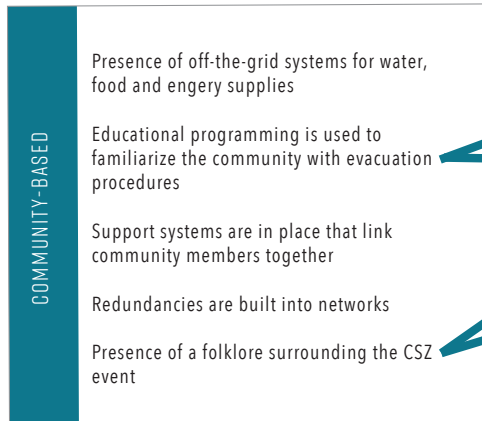 COMMUNITY-BASED
Presence of off-the-grid systems for water,
food and engery supplies
Educational programming is used to
familiarize the community with evacuation
procedures
Support systems are in place that link
community members together
Redundancies are built into networks
Presence of a folklore surrounding the CSZ
event